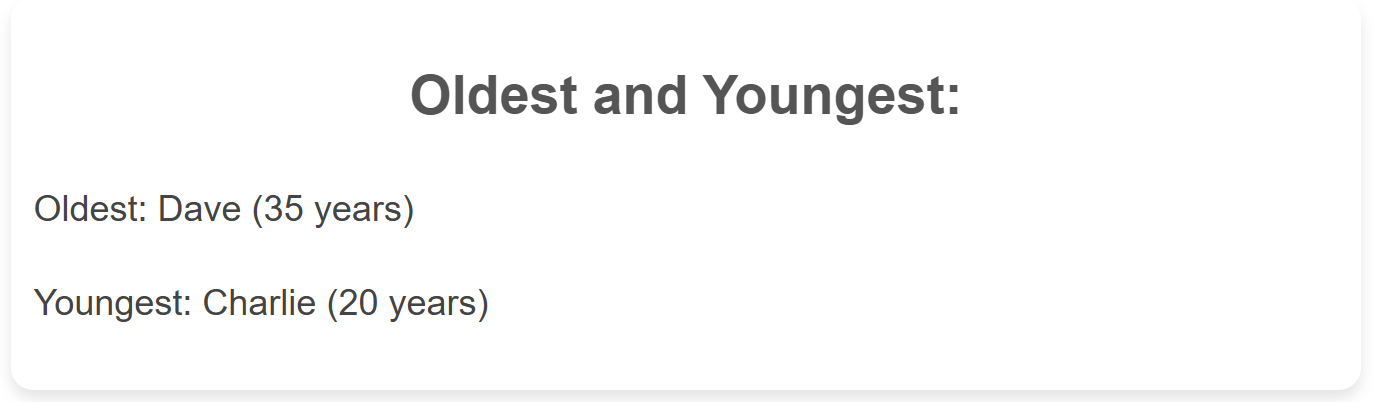 Oldest and Youngest:
Oldest: Dave (35 years)
Youngest: Charlie (20 years)